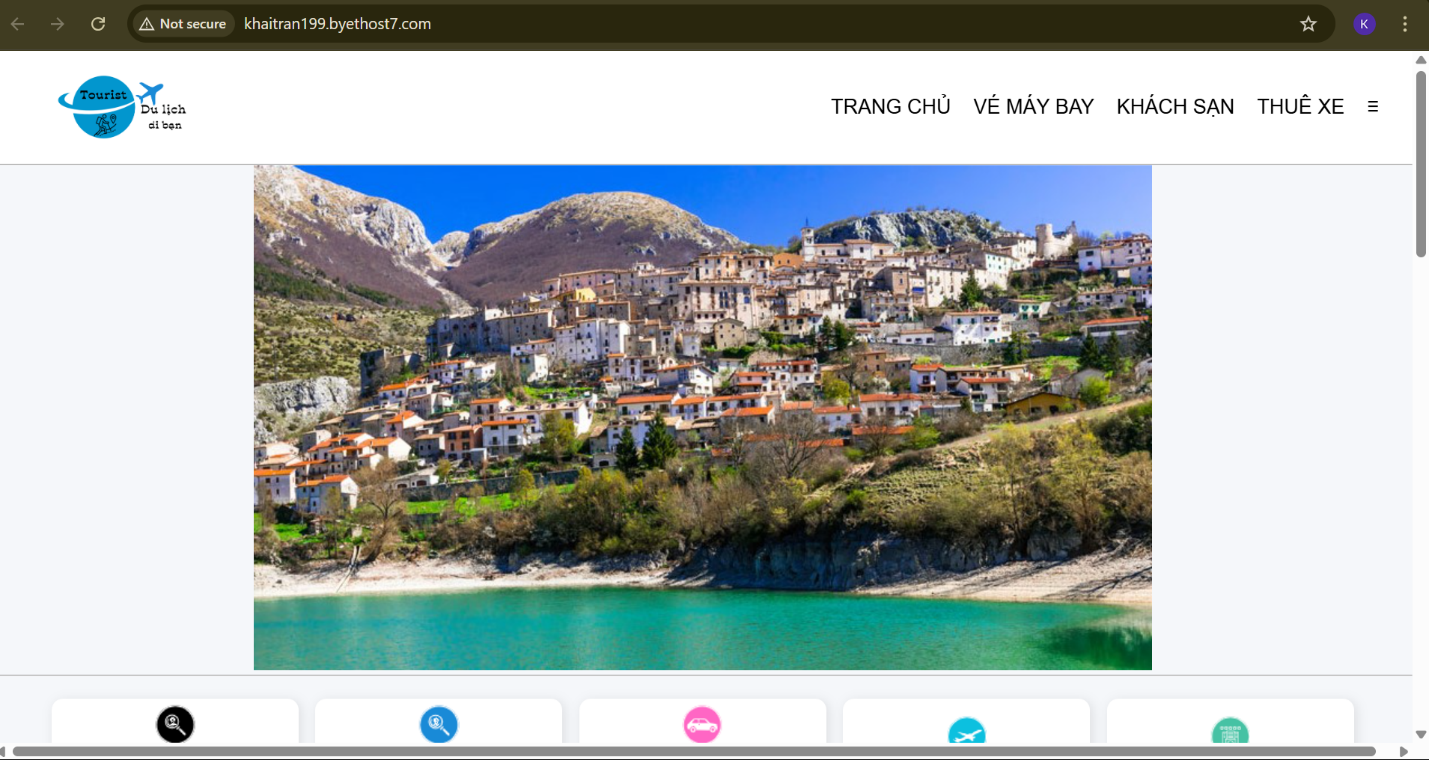 Not secure
khaitran199.byethost7.com
K
Tourist
Du lịch
đi bạn
TRANG CHỦ VÉ MÁY BAY KHÁCH SẠN THUÊ XE